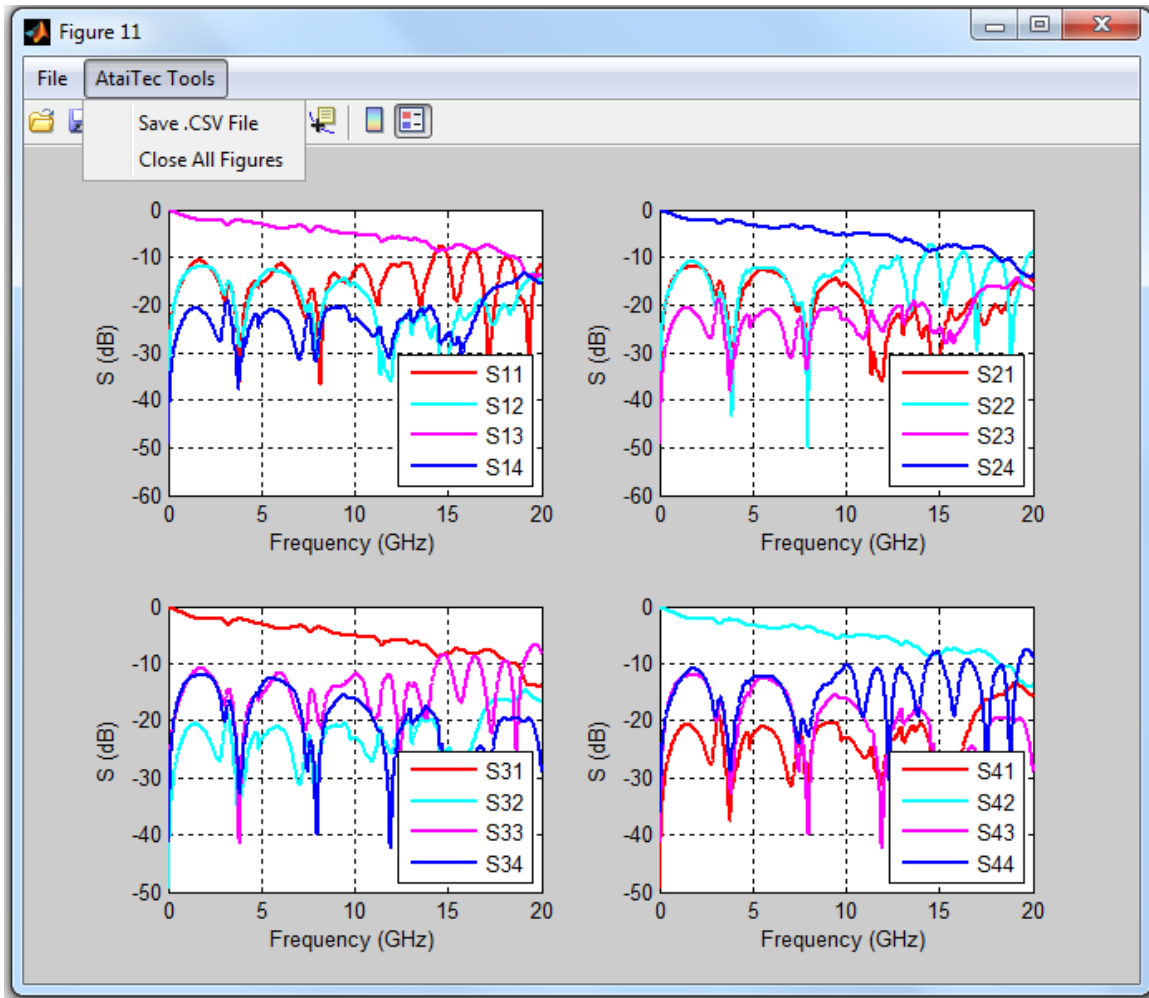 Figure 11
File AtaiTec Tools
Save .CSV File
Close All Figures
0
-10
-20
-30
-40
-50
-60
S (dB)
S11
S12
S13
S14
0 5 10 15 20
Frequency (GHz)
0
-10
-20
-30
-40
-50
-60
S (dB)
S21
S22
S23
S24
0 5 10 15 20
Frequency (GHz)
0
-10
-20
-30
-40
-50
S (dB)
S31
S32
S33
S34
0 5 10 15 20
Frequency (GHz)
0
-10
-20
-30
-40
-50
S (dB)
S41
S42
S43
S44
0 5 10 15 20
Frequency (GHz)